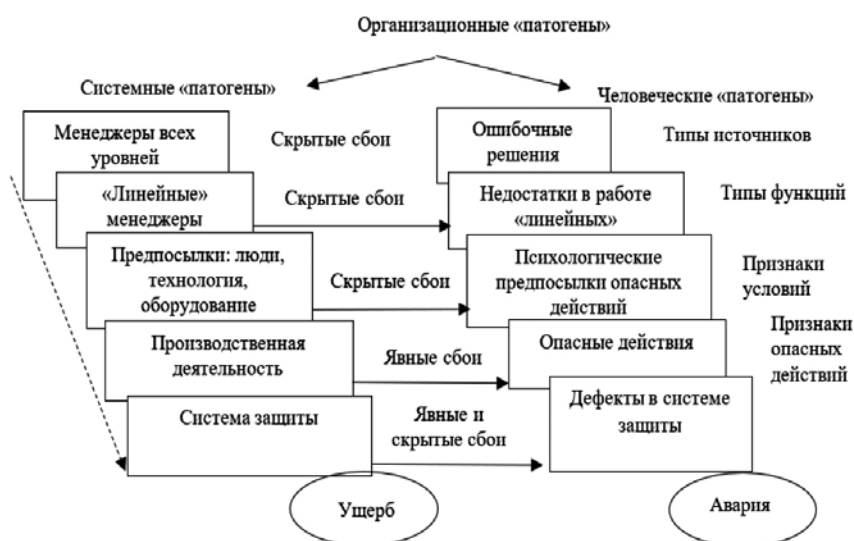 Организационные «патогены»
Системные «патогены»
Человеческие «патогены»
Менеджеры всех
уровней
Скрытые сбои
Ошибочные
решения
Типы источников
«Линейные»
менеджеры
Скрытые сбои
Недостатки в работе
«линейных»
Типы функций
Предпосылки: люди,
технология,
оборудование
Скрытые сбои
Психологические
предпосылки опасных
действий
Признаки
условий
Производственная
деятельность
Явные сбои
Опасные действия
Признаки
опасных
действий
Система защиты
Явные и
скрытые сбои
Дефекты в системе
защиты
Ущерб
Авария